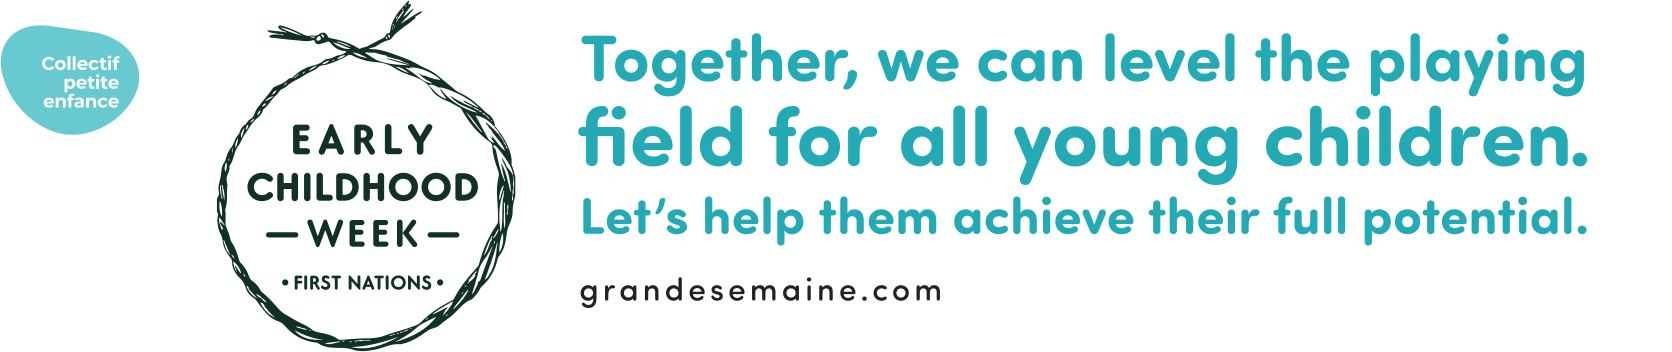 Collectif
petite
enfance
EARLY
CHILDHOOD
— WEEK —
• FIRST NATIONS •
Together, we can level the playing
field for all young children.
Let's help them achieve their full potential.
grandesemaine.com